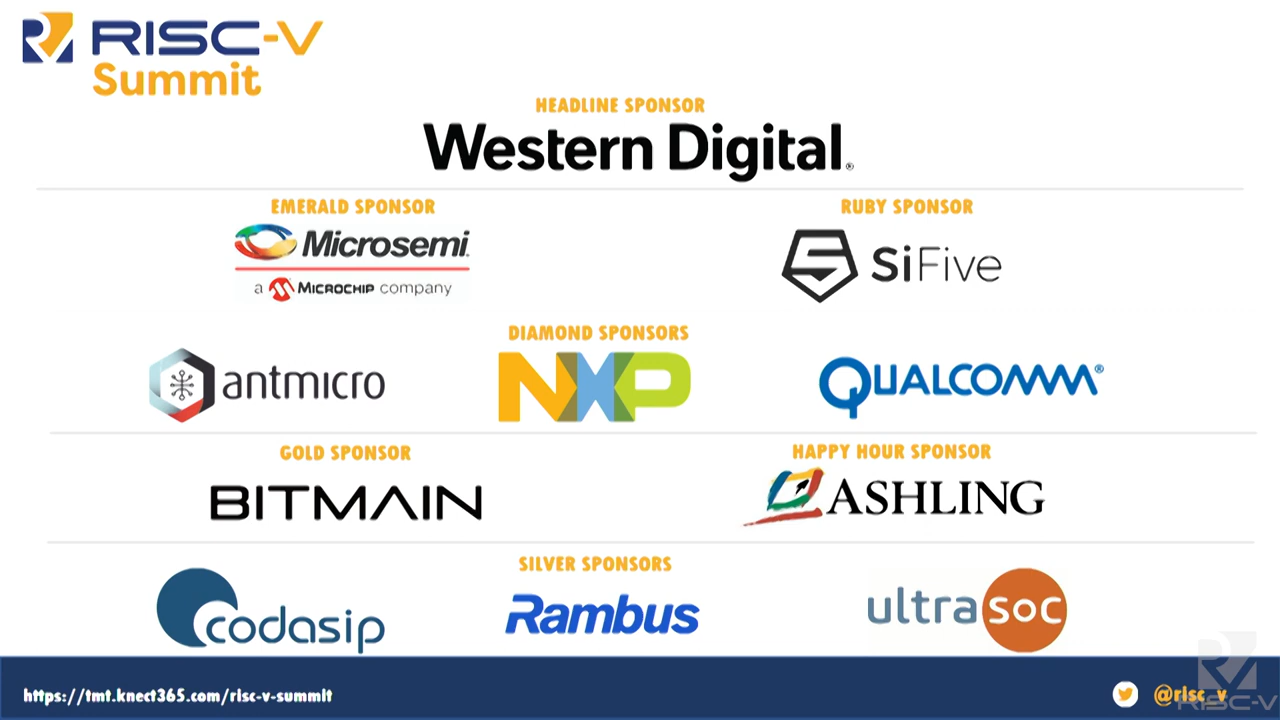 RISC-V
Summit
HEADLINE SPONSOR
Western Digital®
EMERALD SPONSOR
RUBY SPONSOR
Microsemi
a MICROCHIP company
SiFive
DIAMOND SPONSORS
antmicro
NXP
QUALCOMM®
GOLD SPONSOR
HAPPY HOUR SPONSOR
BITMAIN
ASHLING
SILVER SPONSORS
codasip
Rambus
ultrasoc
https://tmt.knect365.com/risc-v-summit
@risc_v
RISC-V